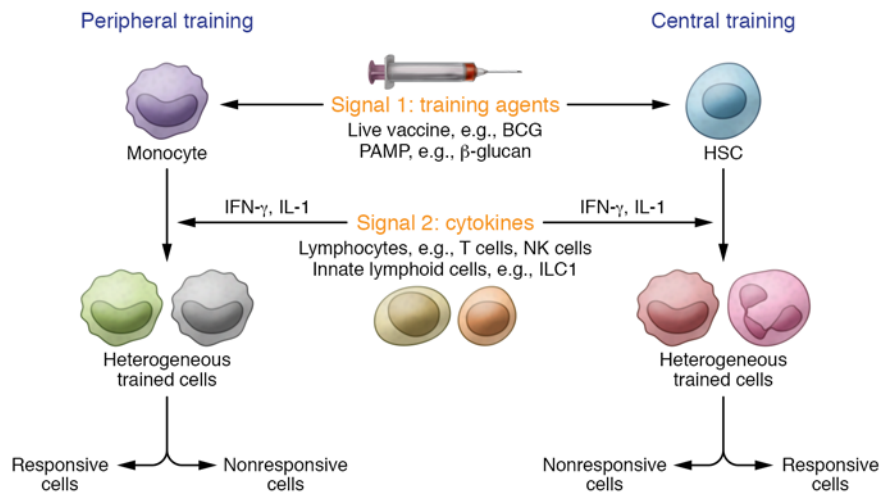 Peripheral training
Central training
Signal 1: training agents
Live vaccine, e.g., BCG
PAMP, e.g., β-glucan
Monocyte
HSC
IFN-γ, IL-1
Signal 2: cytokines
IFN-γ, IL-1
Lymphocytes, e.g., T cells, NK cells
Innate lymphoid cells, e.g., ILC1
Heterogeneous
trained cells
Heterogeneous
trained cells
Responsive
cells
Nonresponsive
cells
Nonresponsive
cells
Responsive
cells